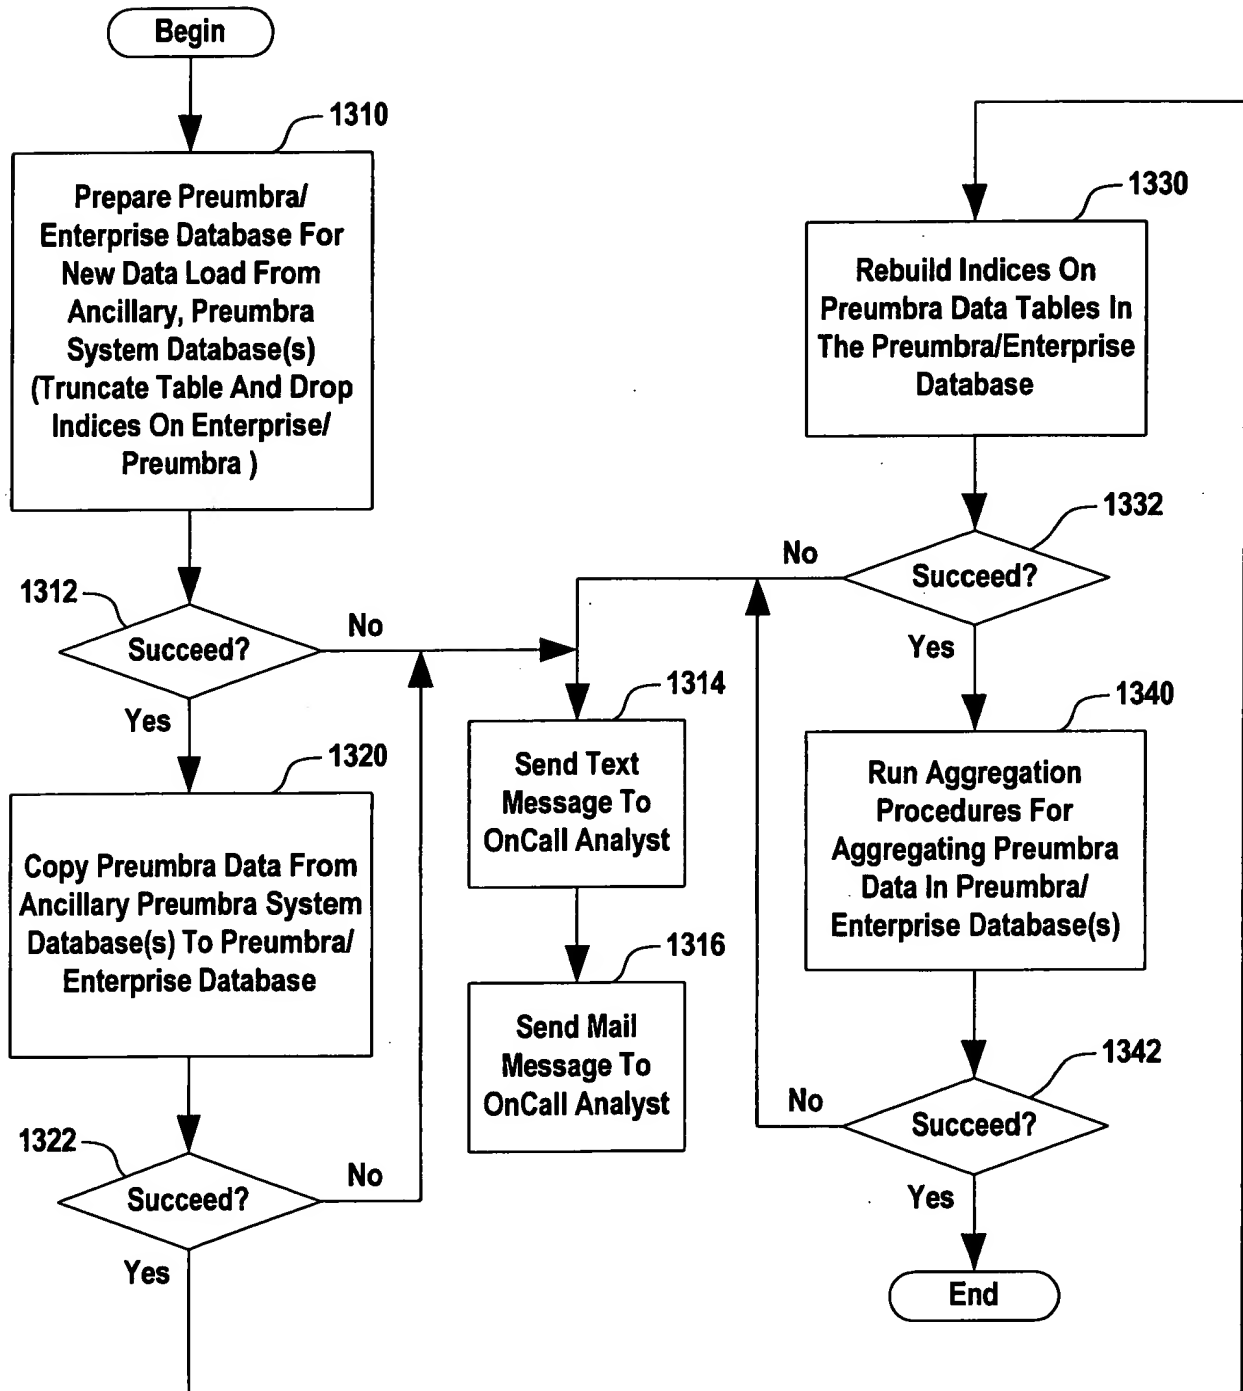 Begin
1310
Prepare Preumbra/
Enterprise Database For
New Data Load From
Ancillary, Preumbra
System Database(s)
(Truncate Table And Drop
Indices On Enterprise/
Preumbra )
1312
Succeed?
No
Yes
1320
Copy Preumbra Data From
Ancillary Preumbra System
Database(s) To Preumbra/
Enterprise Database
1322
Succeed?
No
Yes
1314
Send Text
Message To
OnCall Analyst
1316
Send Mail
Message To
OnCall Analyst
1330
Rebuild Indices On
Preumbra Data Tables In
The Preumbra/Enterprise
Database
1332
No
Succeed?
Yes
1340
Run Aggregation
Procedures For
Aggregating Preumbra
Data In Preumbra/
Enterprise Database(s)
1342
No
Succeed?
Yes
End